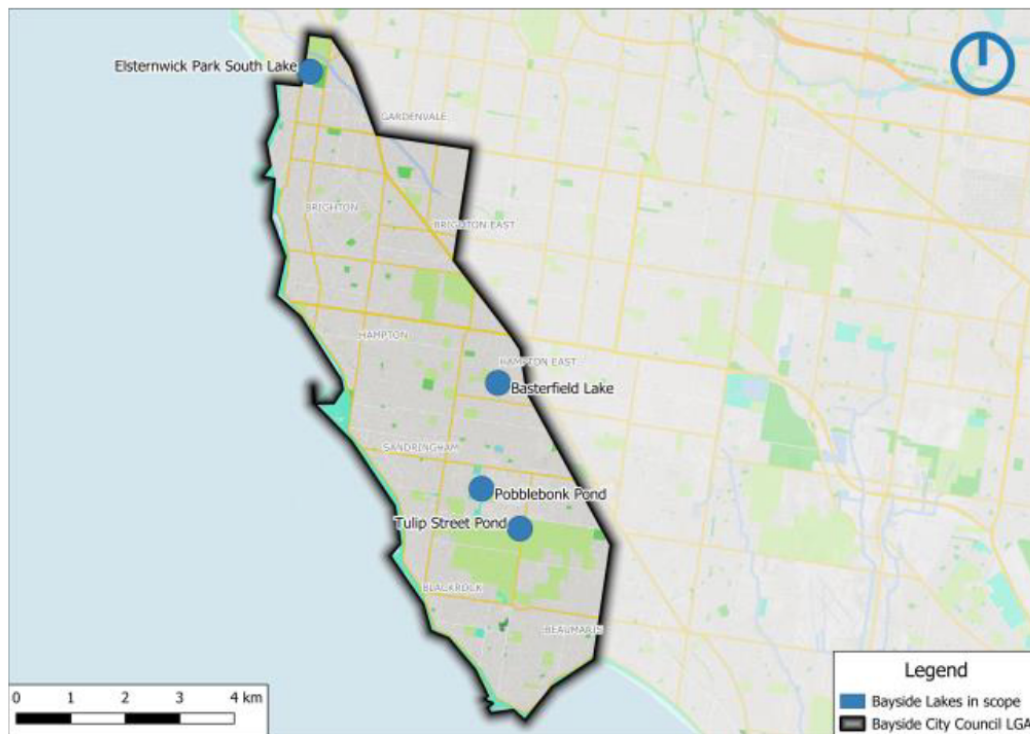 Elsternwick Park South Lake
GARDENVALE
BRIGHTON
BRIGHTON EAST
HAMPTON
HAMPTON EAST
Basterfield Lake
SANDRINGHAM
Pobblebonk Pond
Tulip Street Pond
BLACKROCK
BEAUMARIS
0 1 2 3 4 km
Legend
Bayside Lakes in scope
Bayside City Council LGA